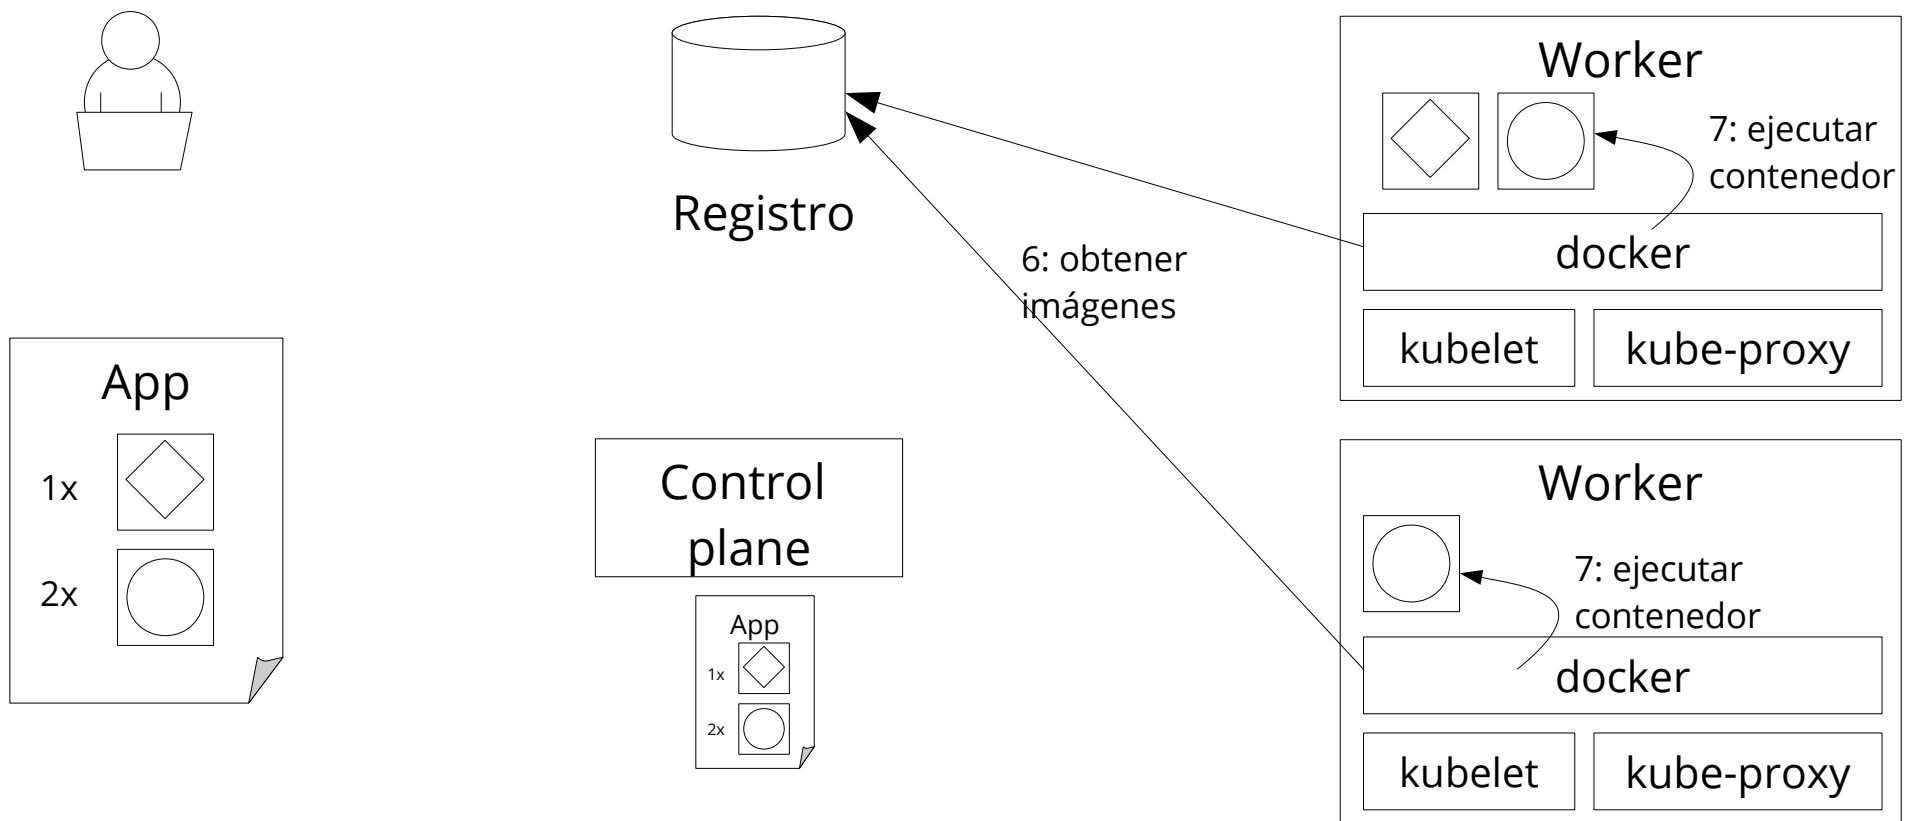 Registro
6: obtener
imágenes
App
1x
2x
Control
plane
App
1x
2x
Worker
7: ejecutar
contenedor
docker
kubelet
kube-proxy
Worker
7: ejecutar
contenedor
docker
kubelet
kube-proxy